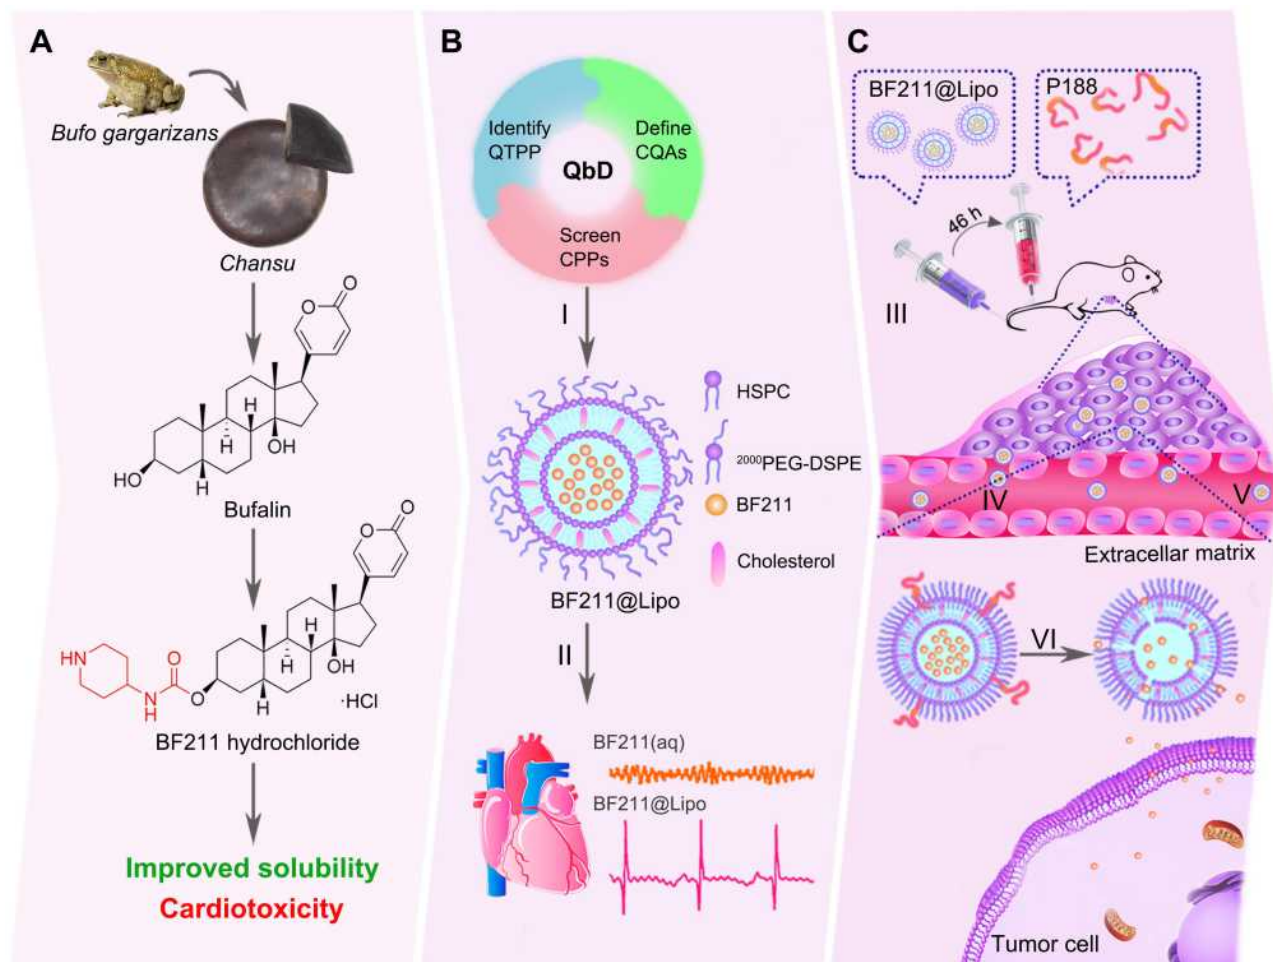 A
Bufo gargarizans
Chansu
O
O
H
H
OH
HO
H
Bufalin
O
O
HN
O
N
H
O
H
H
OH
H
·HCl
BF211 hydrochloride
Improved solubility
Cardiotoxicity
B
Identify
QTPP
Define
CQAs
QbD
Screen
CPPs
I
HSPC
2000PEG-DSPE
BF211
Cholesterol
BF211@Lipo
II
BF211(aq)
BF211@Lipo
C
BF211@Lipo
P188
46 h
III
IV
V
Extracellar matrix
VI
Tumor cell